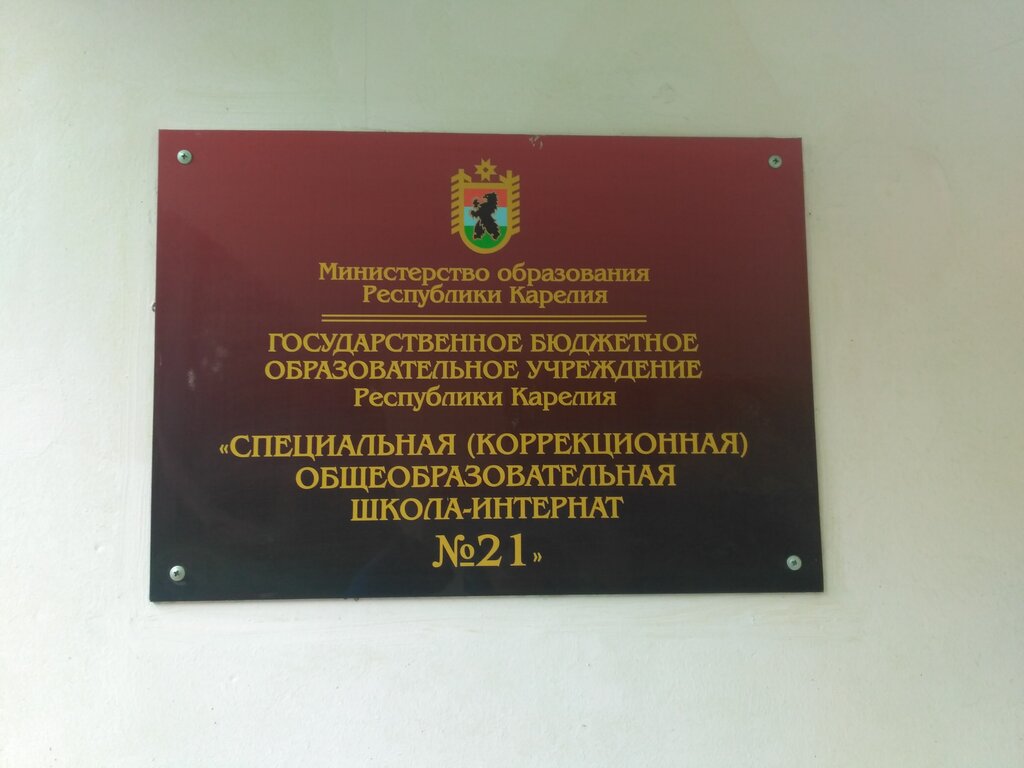 Министерство образования
Республики Карелия
ГОСУДАРСТВЕННОЕ БЮДЖЕТНОЕ
ОБРАЗОВАТЕЛЬНОЕ УЧРЕЖДЕНИЕ
Республики Карелия
«СПЕЦИАЛЬНАЯ (КОРРЕКЦИОННАЯ)
ОБЩЕОБРАЗОВАТЕЛЬНАЯ
ШКОЛА-ИНТЕРНАТ
№21»